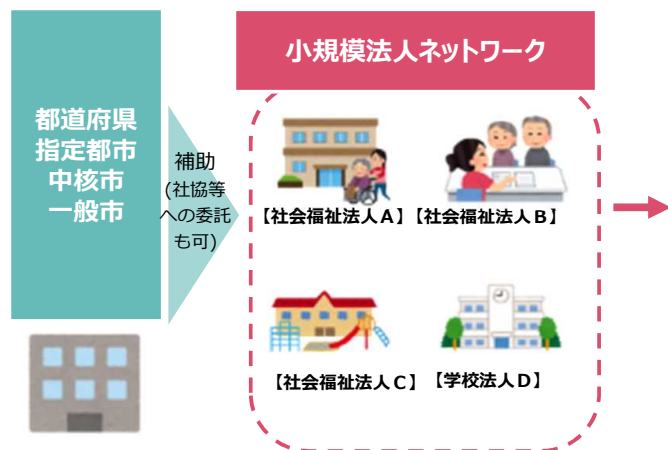 小規模法人ネットワーク
都道府県
指定都市
中核市
一般市
補助
(社協等
への委託
も可)
【社会福祉法人A】
【社会福祉法人B】
【社会福祉法人C】
【学校法人D】